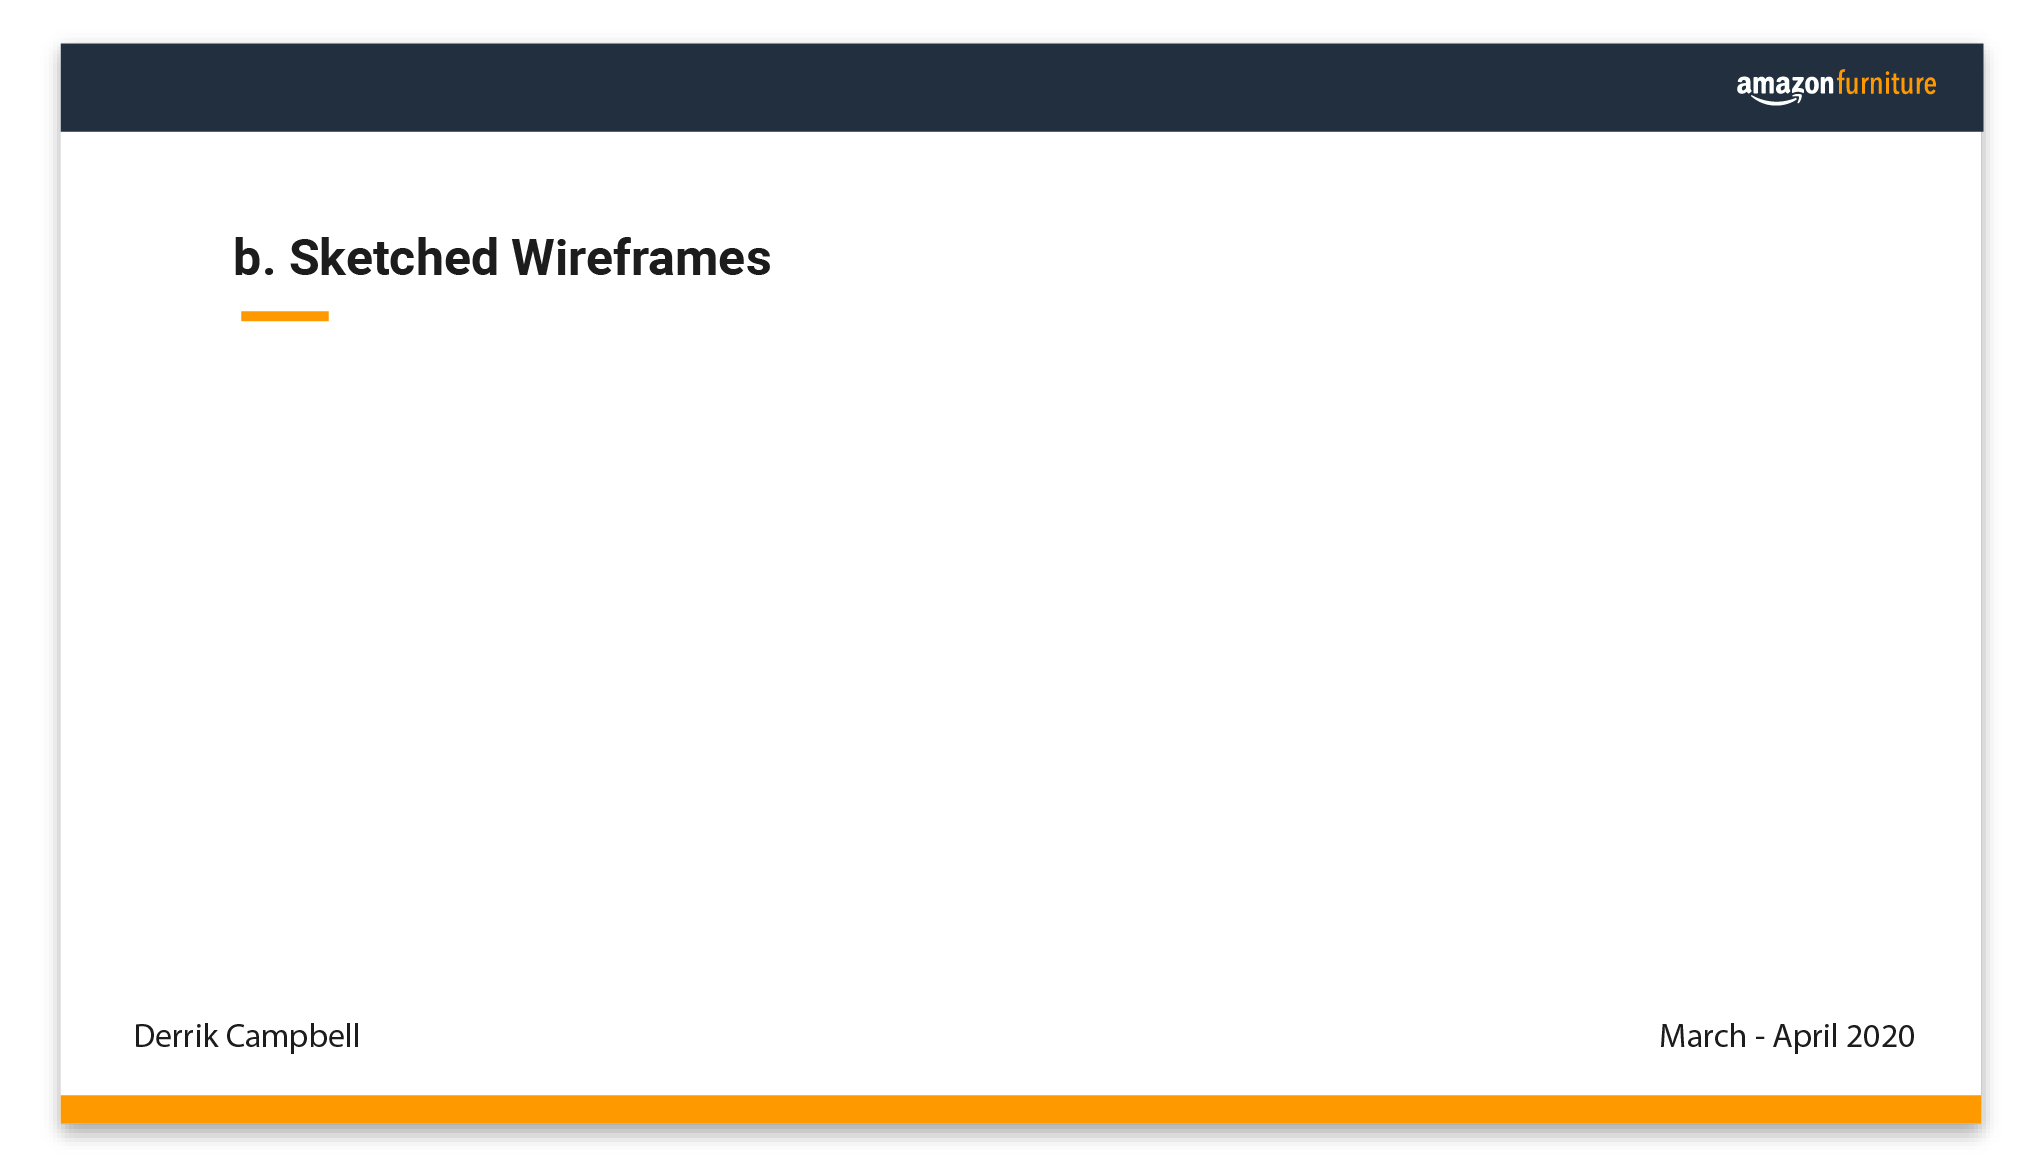 amazonfurniture
b. Sketched Wireframes
Derrik Campbell
March - April 2020